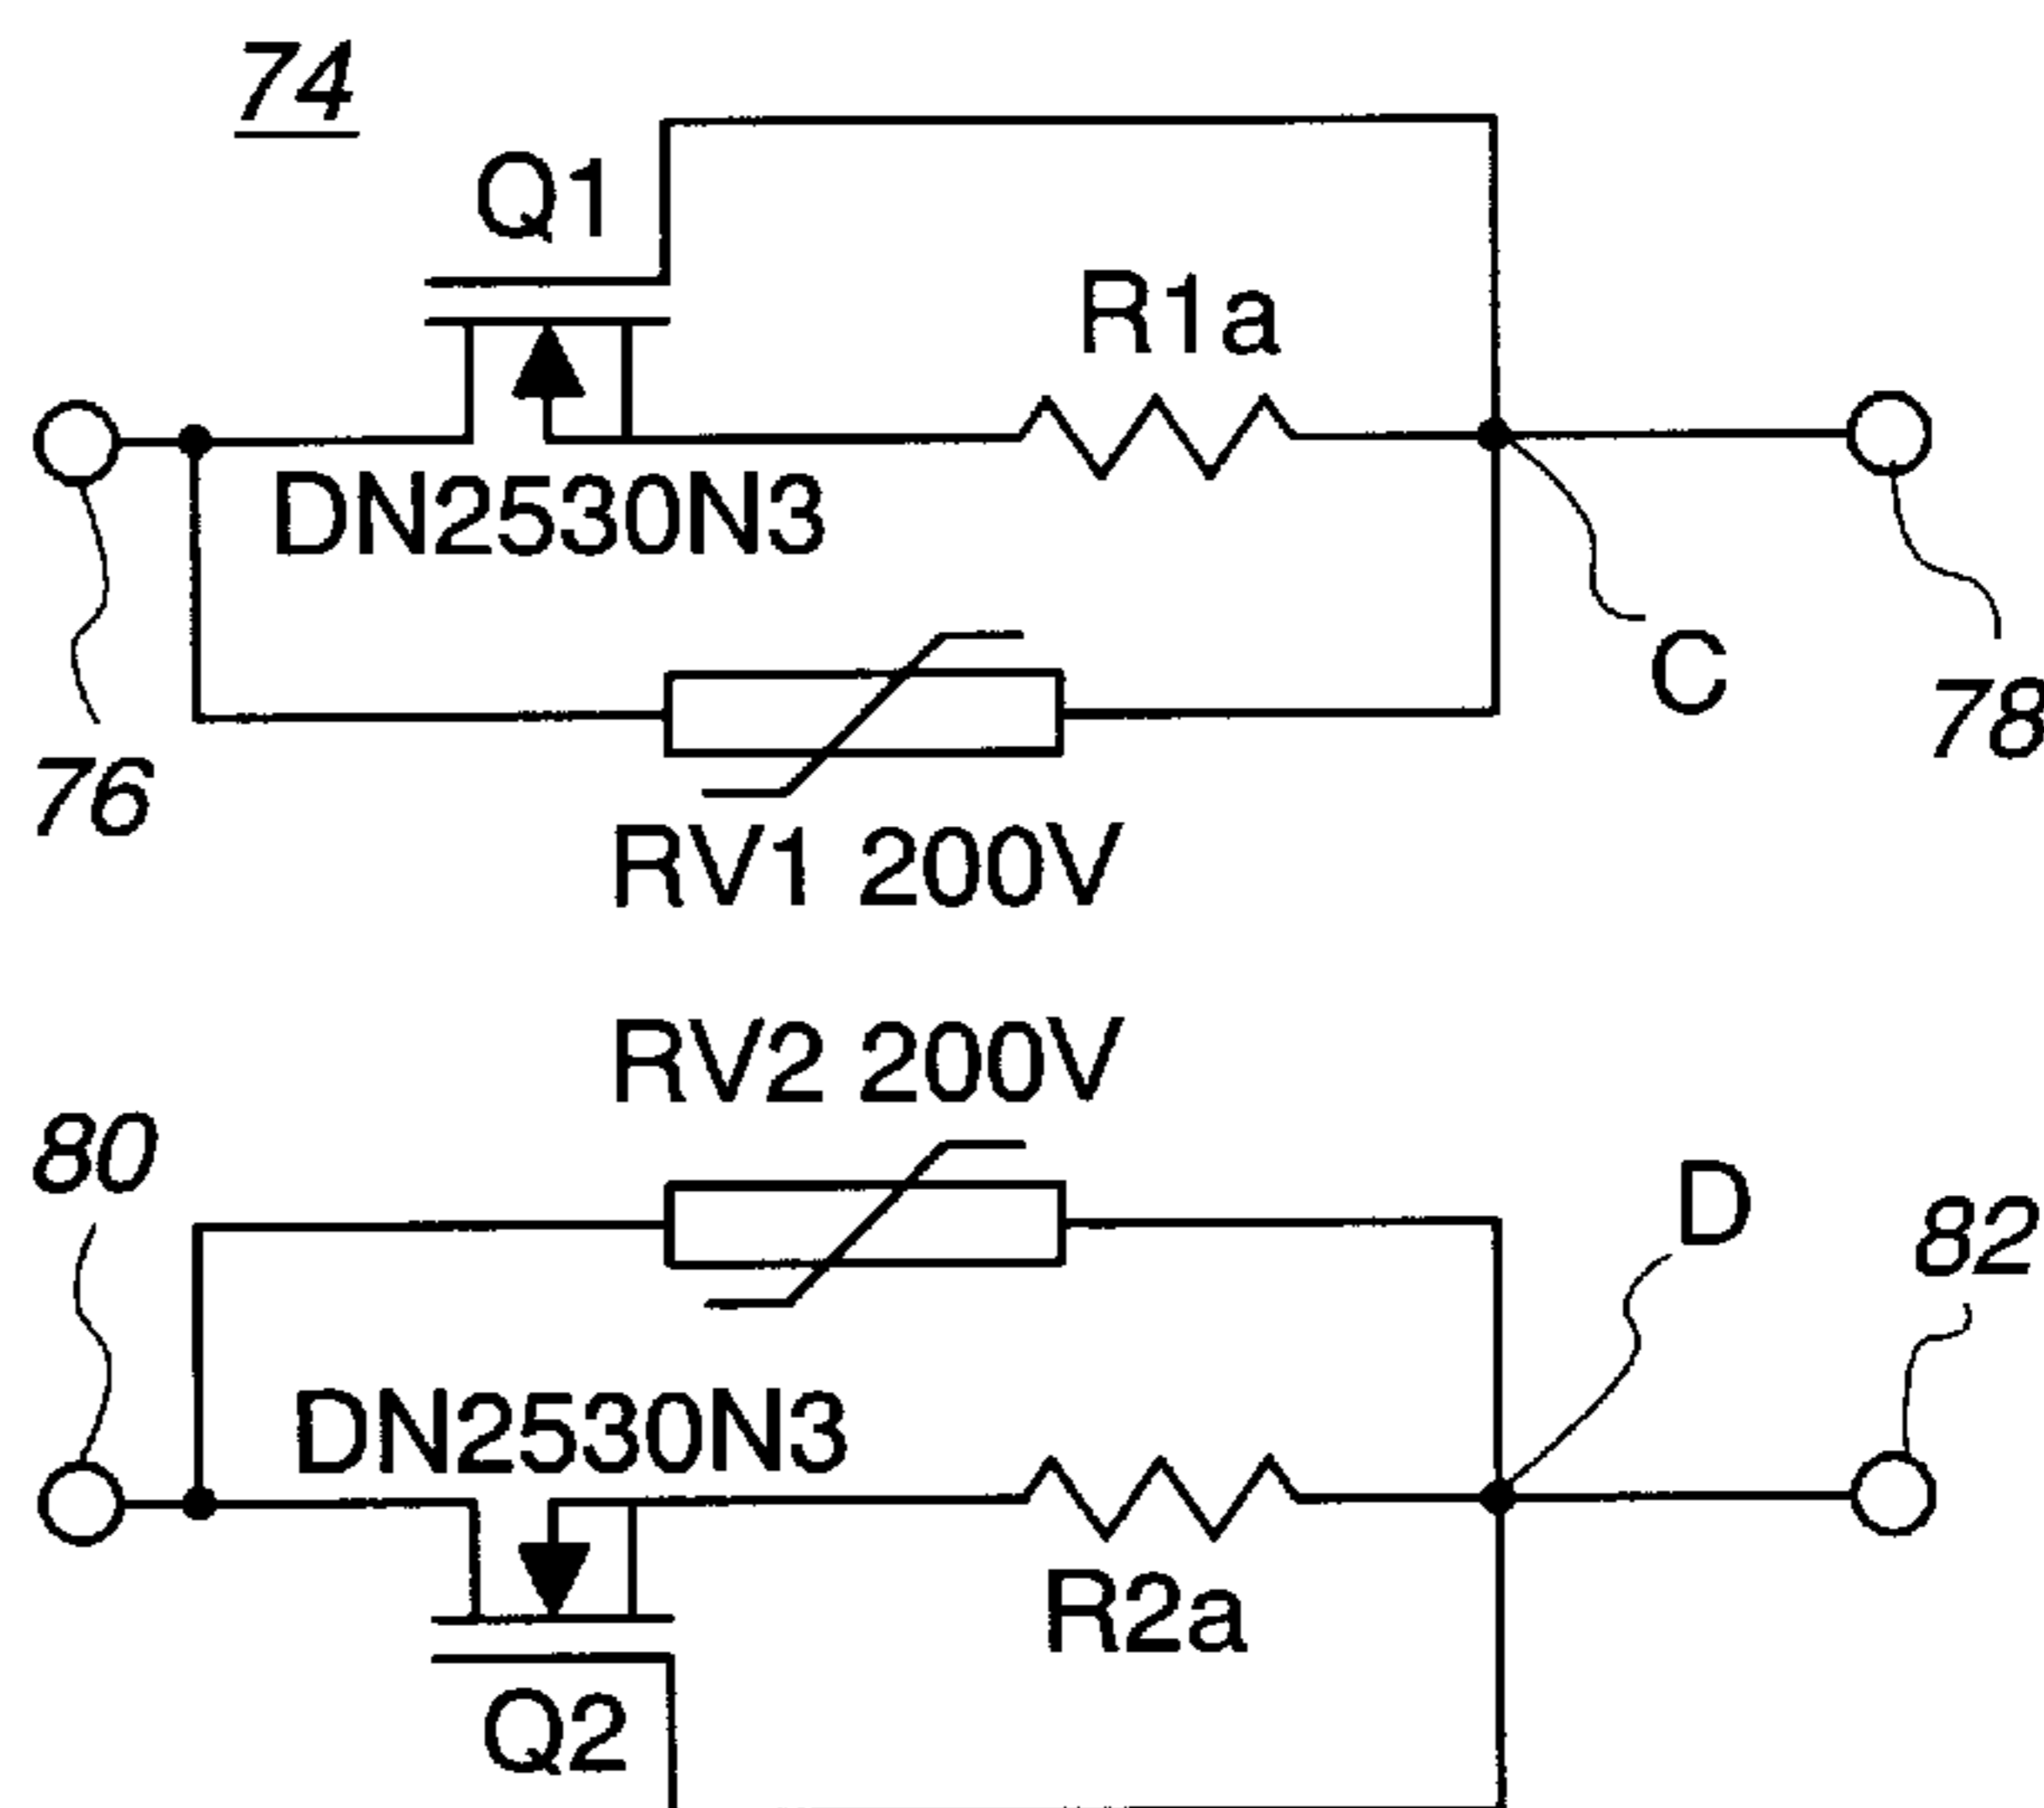 74
Q1
R1a
DN2530N3
C
78
76
RV1 200V
RV2 200V
80
D
82
DN2530N3
R2a
Q2